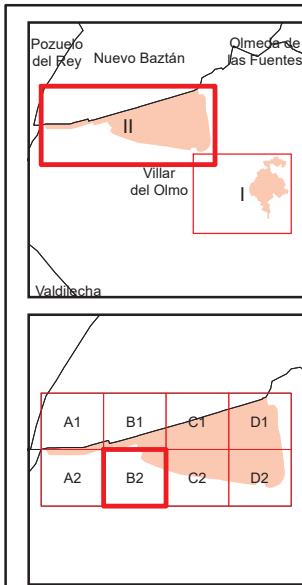 Pozuelo
del Rey
Nuevo Baztán
Olmeda de
las Fuentes
II
Villar
del Olmo
I
Valdilecha
A1
B1
C1
D1
A2
B2
C2
D2